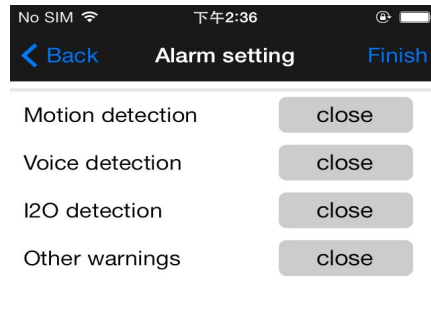 No SIM 下午2:36
Back Alarm setting Finish
Motion detection close
Voice detection close
I2O detection close
Other warnings close